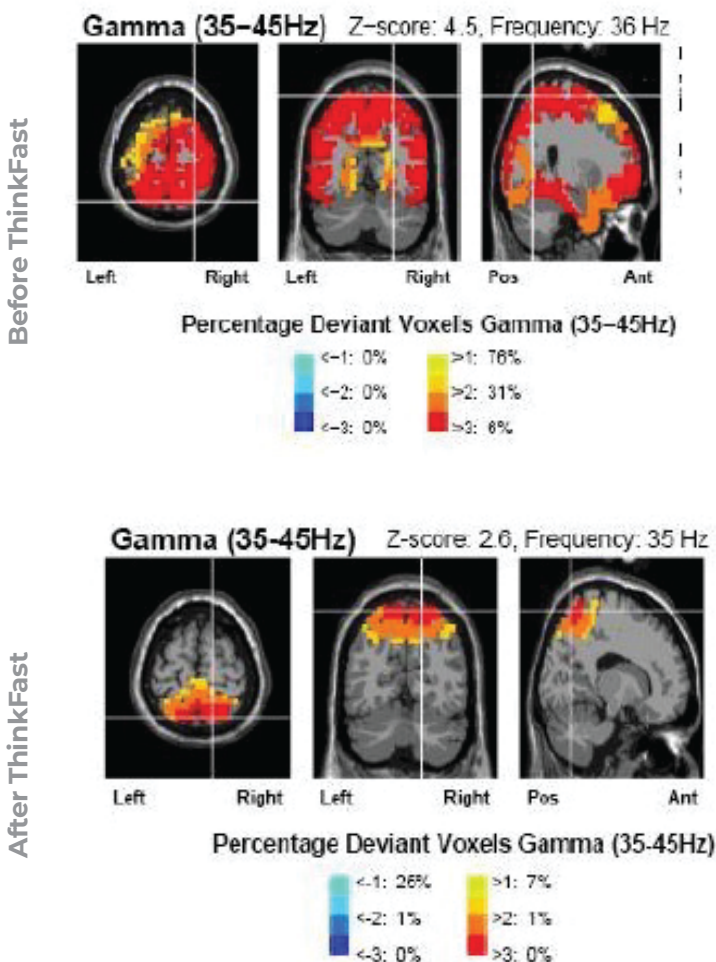 Before ThinkFast
Gamma (35–45Hz) Z–score: 4.5, Frequency: 36 Hz
Left Right Left Right Pos Ant
Percentage Deviant Voxels Gamma (35–45Hz)
<–1: 0% >1: 76%
<–2: 0% >2: 31%
<–3: 0% >3: 6%
After ThinkFast
Gamma (35-45Hz) Z-score: 2.6, Frequency: 35 Hz
Left Right Left Right Pos Ant
Percentage Deviant Voxels Gamma (35-45Hz)
<-1: 26% >1: 7%
<-2: 1% >2: 1%
<-3: 0% >3: 0%